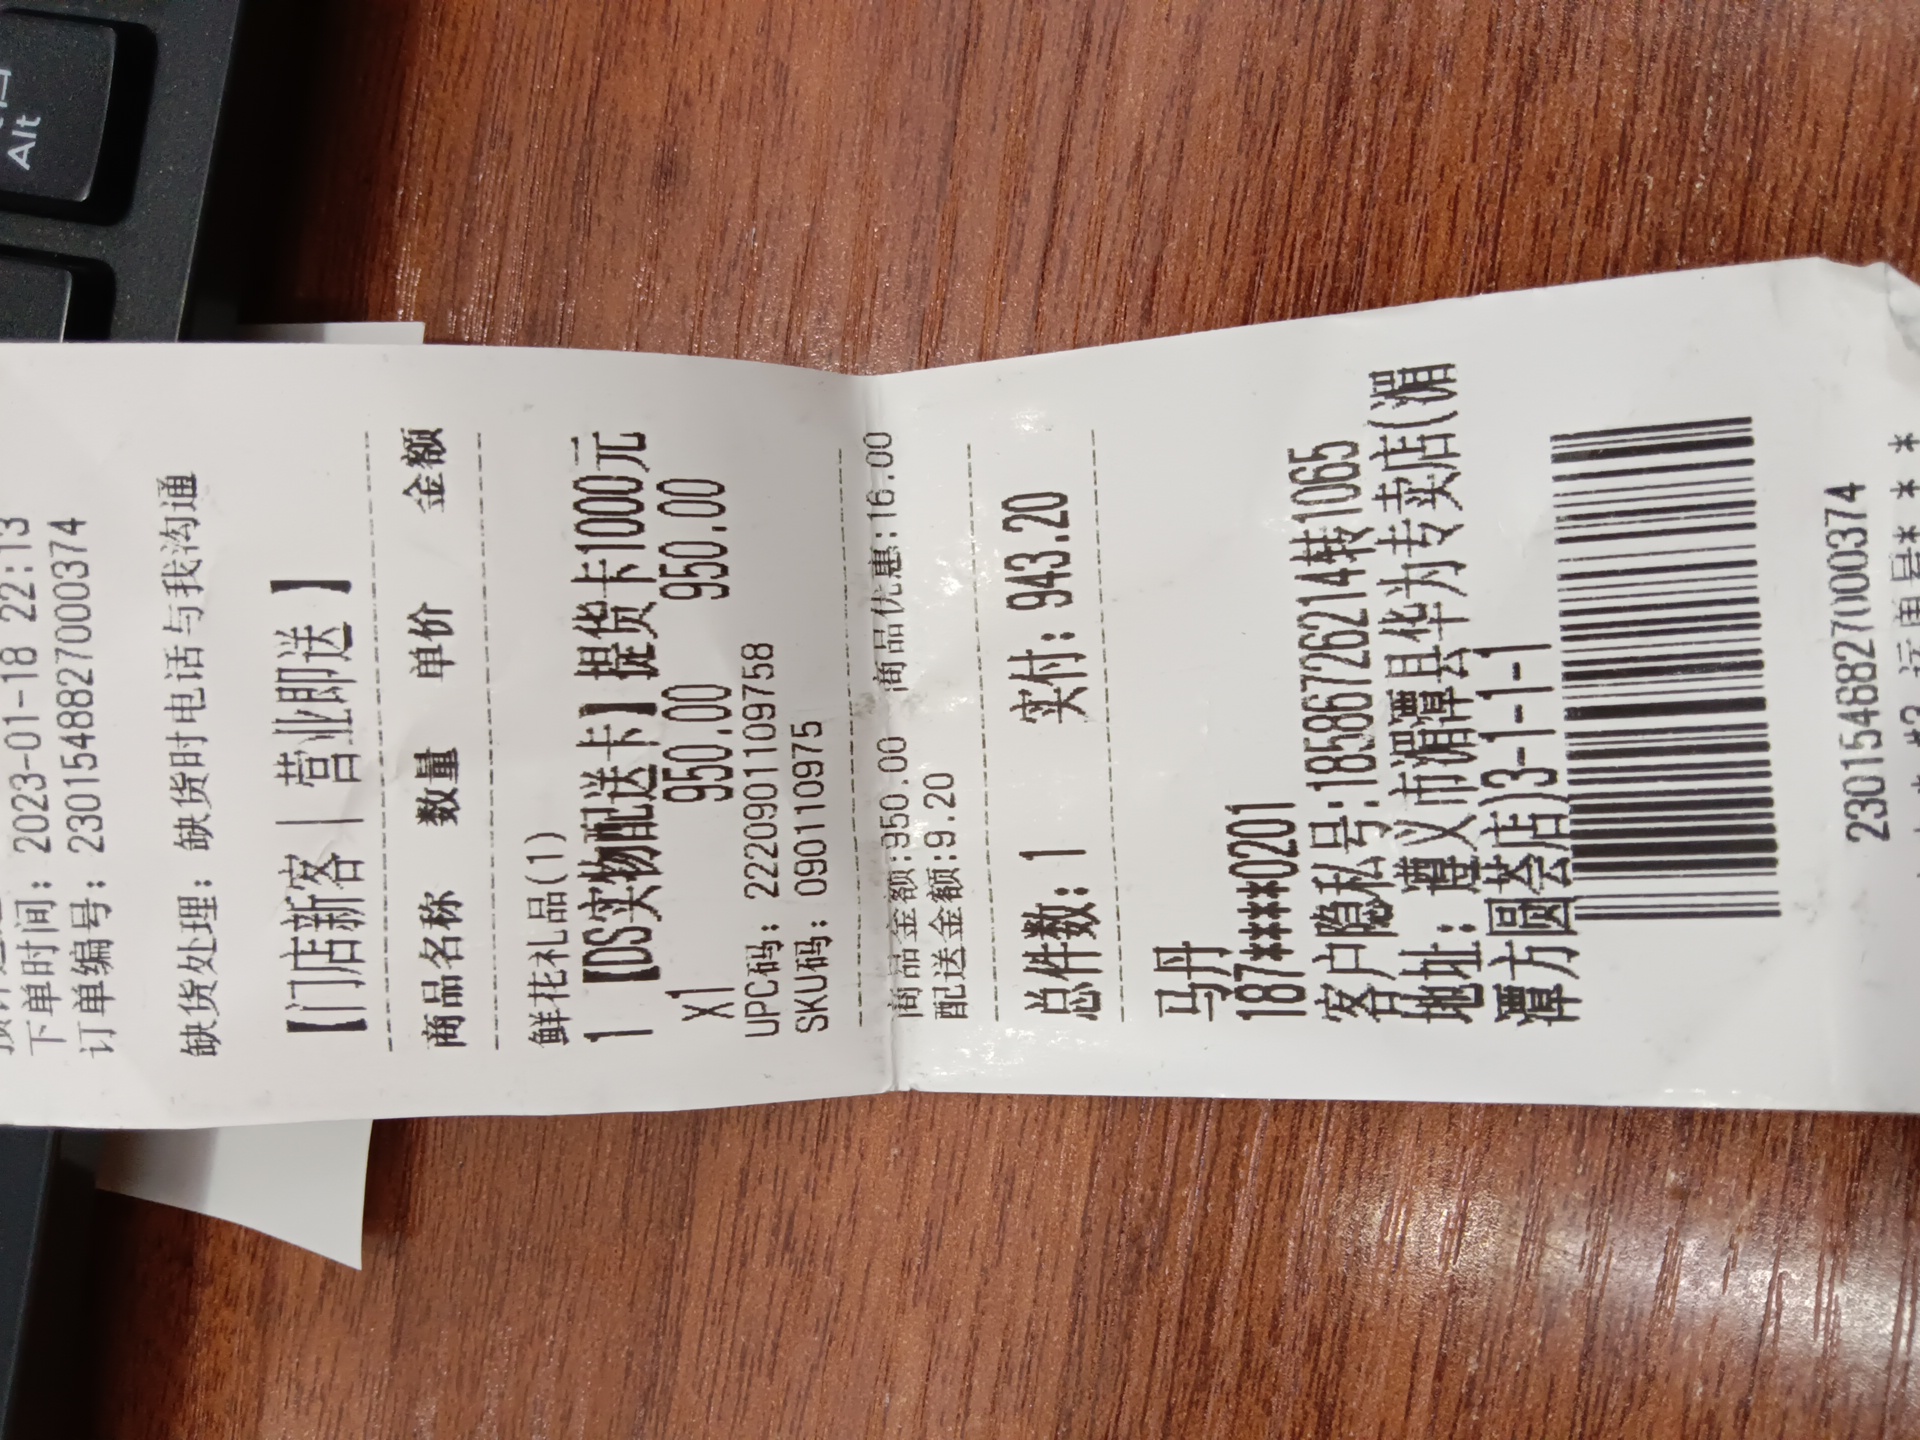 下单时间：2023-01-18 22:13
订单编号：2301548827000374
缺货处理：缺货时电话与我沟通
【门店新客 | 营业即送 】
商品名称 数量 单价 金额
鲜花礼品(1)
1 【DS实物配送卡】提货卡1000元
x1 950.00 950.00
UPC码：2220901109758
SKU码：090110975
商品金额:950.00 商品优惠:16.00
配送金额:9.20
总件数：1 实付：943.20
马丹
187****0201
客户隐私号:18586726214转1065
地址：遵义市湄潭县华为专卖店(湄
潭方圆荟店)3-1-1-1
2301548827000374
Alt